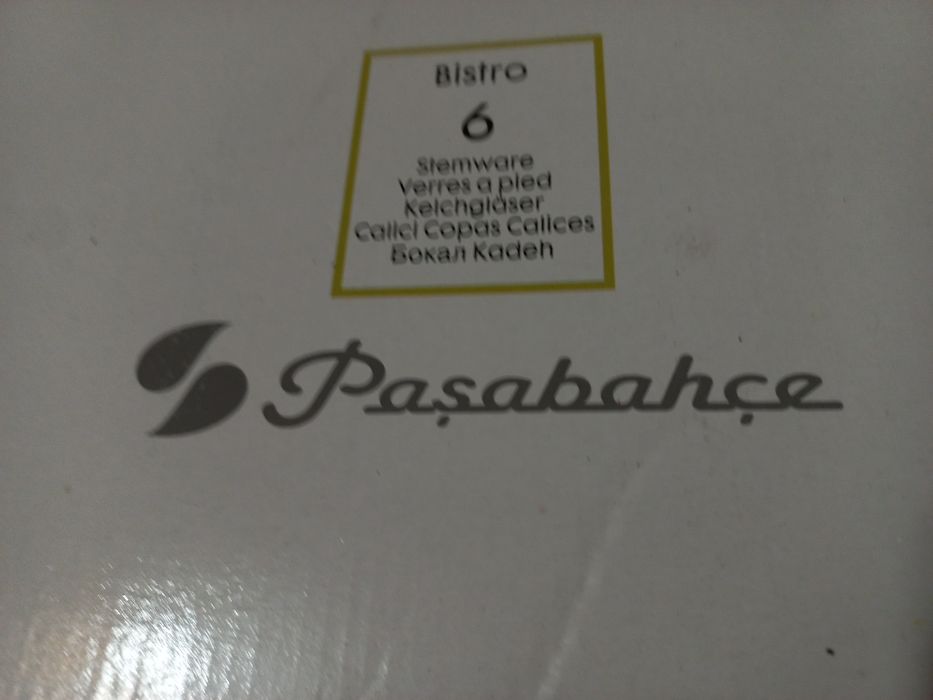 Bistro
6
Stemware
Verres a pied
Kelchgläser
Calici Copas Calices
Бокал Kadeh
Paşabahçe